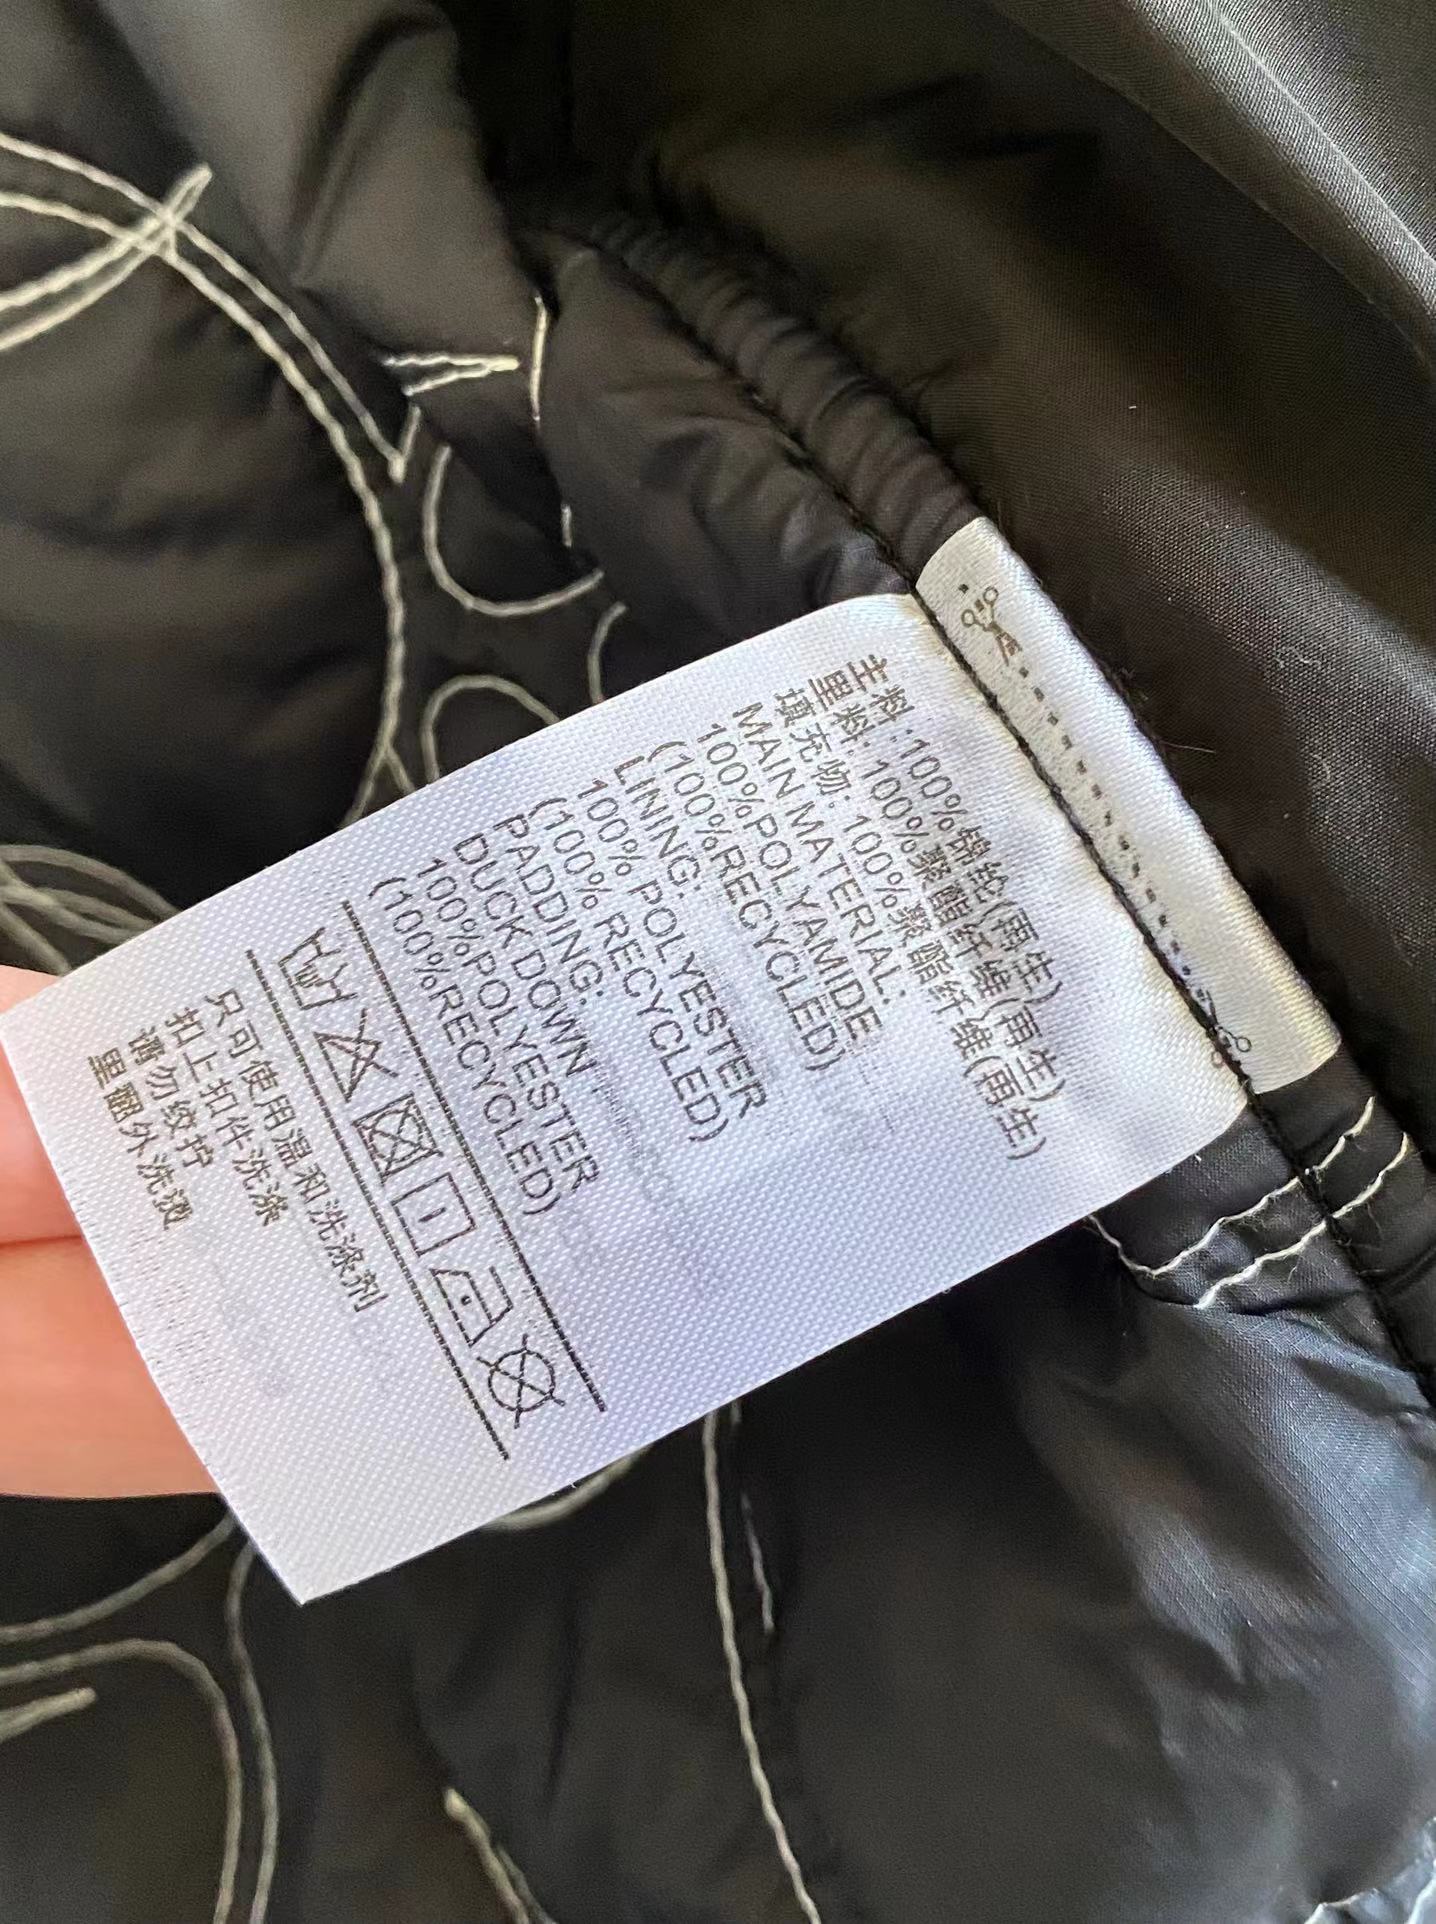 主料:100%锦纶(再生)
里料:100%聚酯纤维(再生)
填充物:100%聚酯纤维(再生)
MAIN MATERIAL:
100%POLYAMIDE
(100%RECYCLED)
LINING:
100% POLYESTER
(100% RECYCLED)
PADDING:
DUCK DOWN
100%POLYESTER
(100%RECYCLED)
只可使用温和洗涤剂
扣上扣件洗涤
请勿绞拧
里翻外洗烫